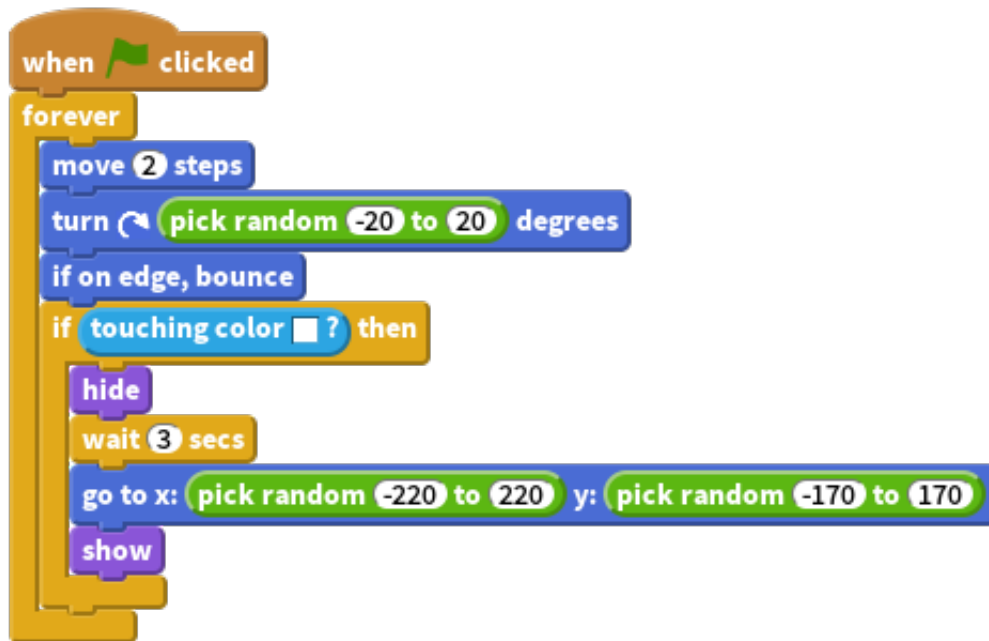 when clicked
forever
move 2 steps
turn pick random -20 to 20 degrees
if on edge, bounce
if touching color ? then
hide
wait 3 secs
go to x: pick random -220 to 220 y: pick random -170 to 170
show